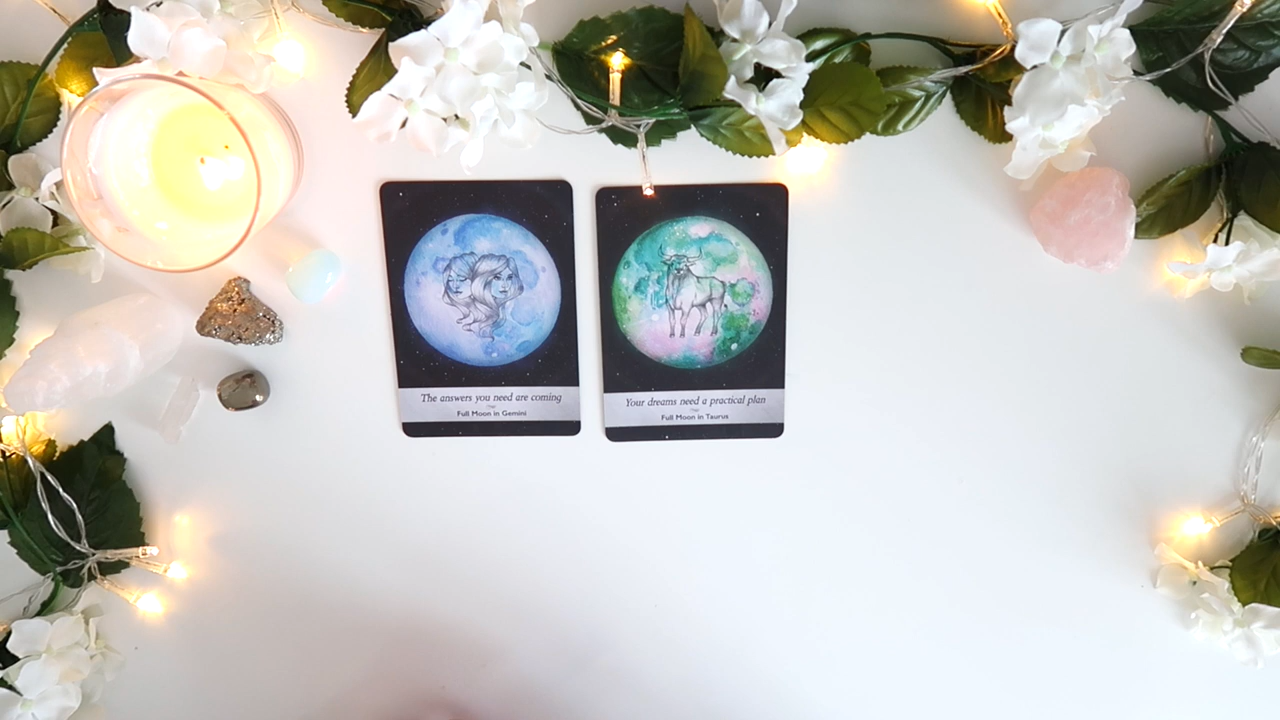 The answers you need are coming
Full Moon in Gemini
Your dreams need a practical plan
Full Moon in Taurus